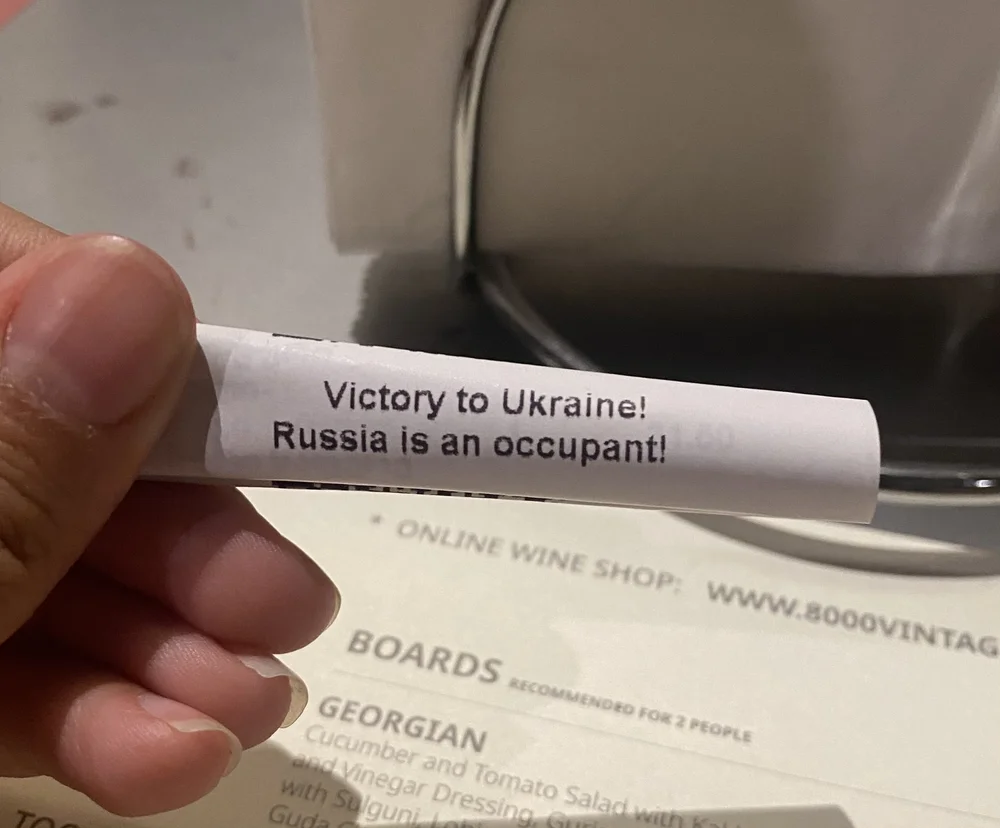 Victory to Ukraine!
Russia is an occupant!
* ONLINE WINE SHOP: WWW.8000VINTAG
BOARDS RECOMMENDED FOR 2 PEOPLE
GEORGIAN
Cucumber and Tomato Salad with
and Vinegar Dressing,
with Sulguni,
Guda